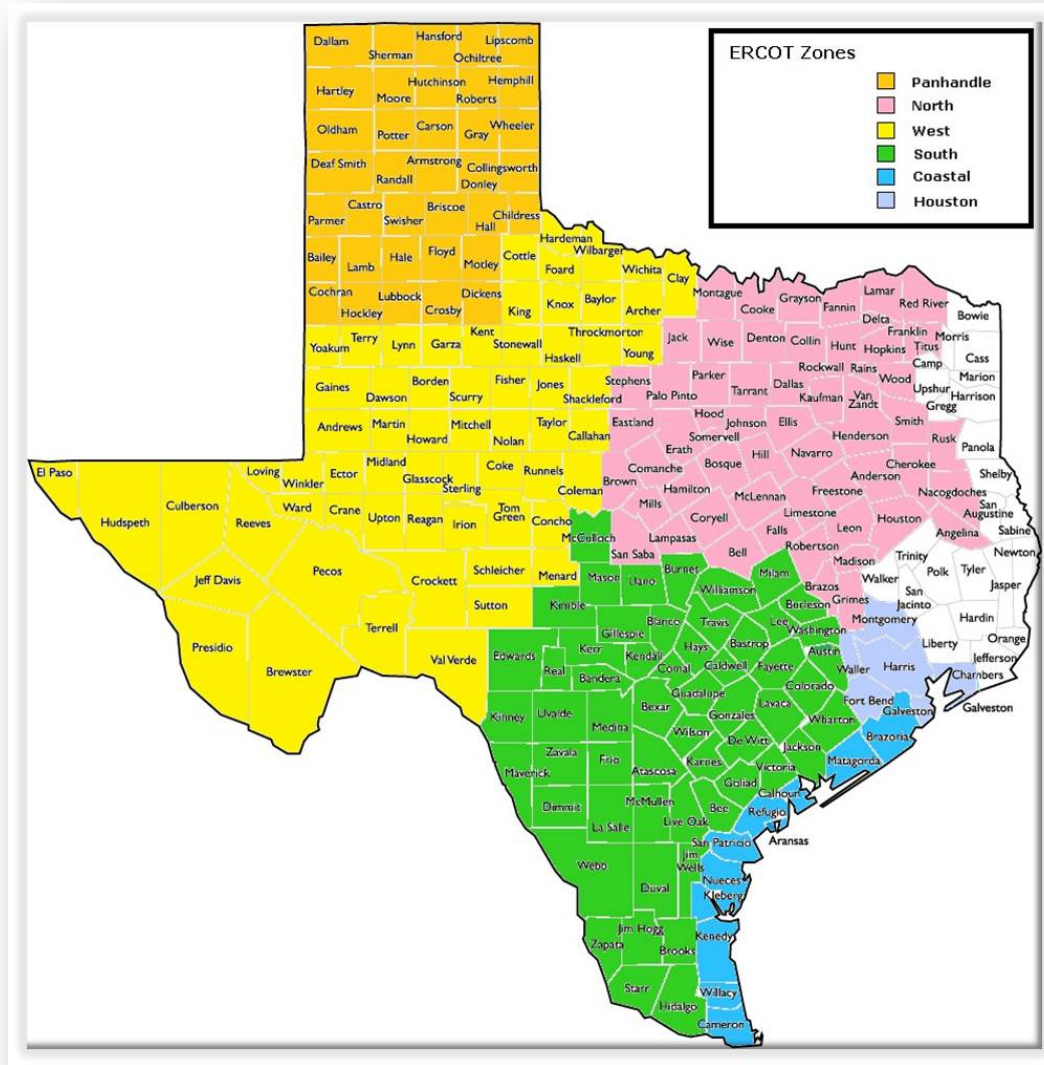 ERCOT Zones
Panhandle
North
West
South
Coastal
Houston
Dallam
Sherman
Hansford
Ochiltree
Lipscomb
Hartley
Moore
Hutchinson
Roberts
Hemphill
Oldham
Potter
Carson
Gray
Wheeler
Deaf Smith
Randall
Armstrong
Donley
Collingsworth
Parmer
Castro
Swisher
Briscoe
Hall
Childress
Bailey
Lamb
Hale
Floyd
Motley
Cottle
Hardeman
Foard
Wilbarger
Wichita
Clay
Cochran
Hockley
Lubbock
Crosby
Dickens
King
Knox
Baylor
Archer
Montague
Cooke
Grayson
Fannin
Lamar
Red River
Delta
Bowie
Yoakum
Terry
Lynn
Garza
Kent
Stonewall
Haskell
Throckmorton
Young
Jack
Wise
Denton
Collin
Hunt
Hopkins
Franklin
Titus
Morris
Camp
Cass
Marion
Gaines
Dawson
Borden
Scurry
Fisher
Jones
Shackleford
Stephens
Palo Pinto
Parker
Tarrant
Dallas
Rockwall
Rains
Kaufman
Van
Zandt
Wood
Upshur
Gregg
Harrison
Andrews
Martin
Howard
Mitchell
Nolan
Taylor
Callahan
Eastland
Erath
Hood
Somervell
Johnson
Ellis
Henderson
Smith
Rusk
Panola
El Paso
Hudspeth
Culberson
Loving
Winkler
Ector
Midland
Glasscock
Sterling
Coke
Runnels
Coleman
Brown
Comanche
Hamilton
Bosque
Hill
Navarro
Anderson
Cherokee
Nacogdoches
Shelby
San
Augustine
Sabine
Reeves
Ward
Crane
Upton
Reagan
Irion
Tom
Green
Concho
McCulloch
Mills
San Saba
Lampasas
Coryell
McLennan
Bell
Falls
Limestone
Freestone
Leon
Houston
Angelina
Robertson
Madison
Trinity
Polk
Tyler
Jasper
Newton
Jeff Davis
Pecos
Crockett
Schleicher
Menard
Sutton
Presidio
Brewster
Terrell
Val Verde
Mason
Llano
Burnet
Williamson
Milam
Brazos
Grimes
Walker
San
Jacinto
Montgomery
Hardin
Liberty
Orange
Jefferson
Chambers
Galveston
Kimble
Gillespie
Blanco
Travis
Lee
Burleson
Washington
Edwards
Real
Kerr
Bandera
Kendall
Comal
Hays
Caldwell
Bastrop
Fayette
Austin
Waller
Harris
Fort Bend
Galveston
Brazoria
Kinney
Uvalde
Medina
Bexar
Guadalupe
Gonzales
Lavaca
Colorado
Wharton
Matagorda
Maverick
Zavala
Frio
Atascosa
Wilson
Karnes
De Witt
Jackson
Victoria
Goliad
Calhoun
Dimmit
La Salle
McMullen
Live Oak
Bee
Refugio
Aransas
San Patricio
Webb
Duval
Jim
Wells
Nueces
Kleberg
Zapata
Jim Hogg
Brooks
Kenedy
Starr
Hidalgo
Willacy
Cameron